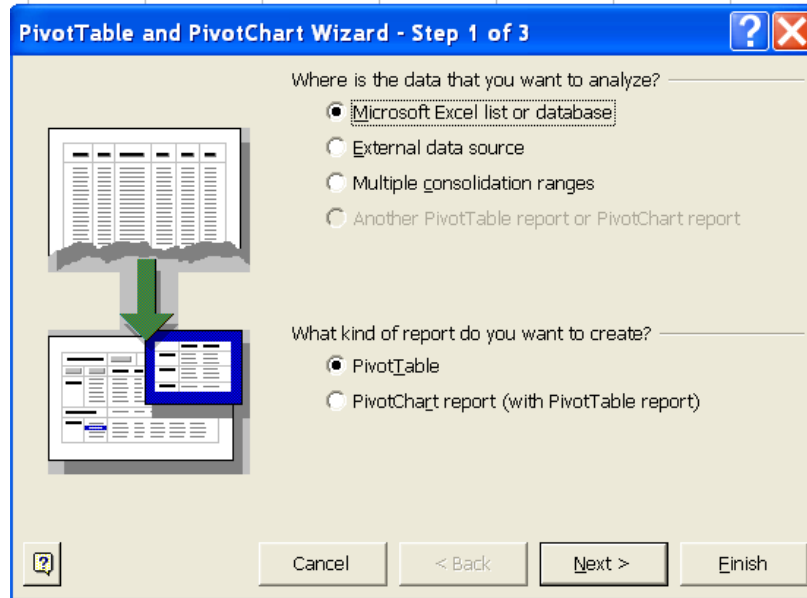 PivotTable and PivotChart Wizard - Step 1 of 3
?
Where is the data that you want to analyze?
Microsoft Excel list or database
External data source
Multiple consolidation ranges
Another PivotTable report or PivotChart report
What kind of report do you want to create?
PivotTable
PivotChart report (with PivotTable report)
?
Cancel
< Back
Next >
Finish